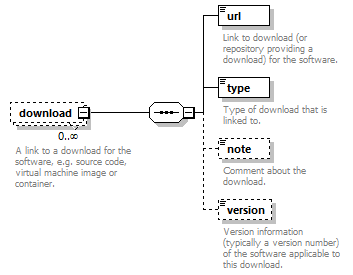 url
Link to download (or
repository providing a
download) for the software.
type
Type of download that is
linked to.
download
0..∞
A link to a download for the
software, e.g. source code,
virtual machine image or
container.
note
Comment about the
download.
version
Version information
(typically a version number)
of the software applicable to
this download.